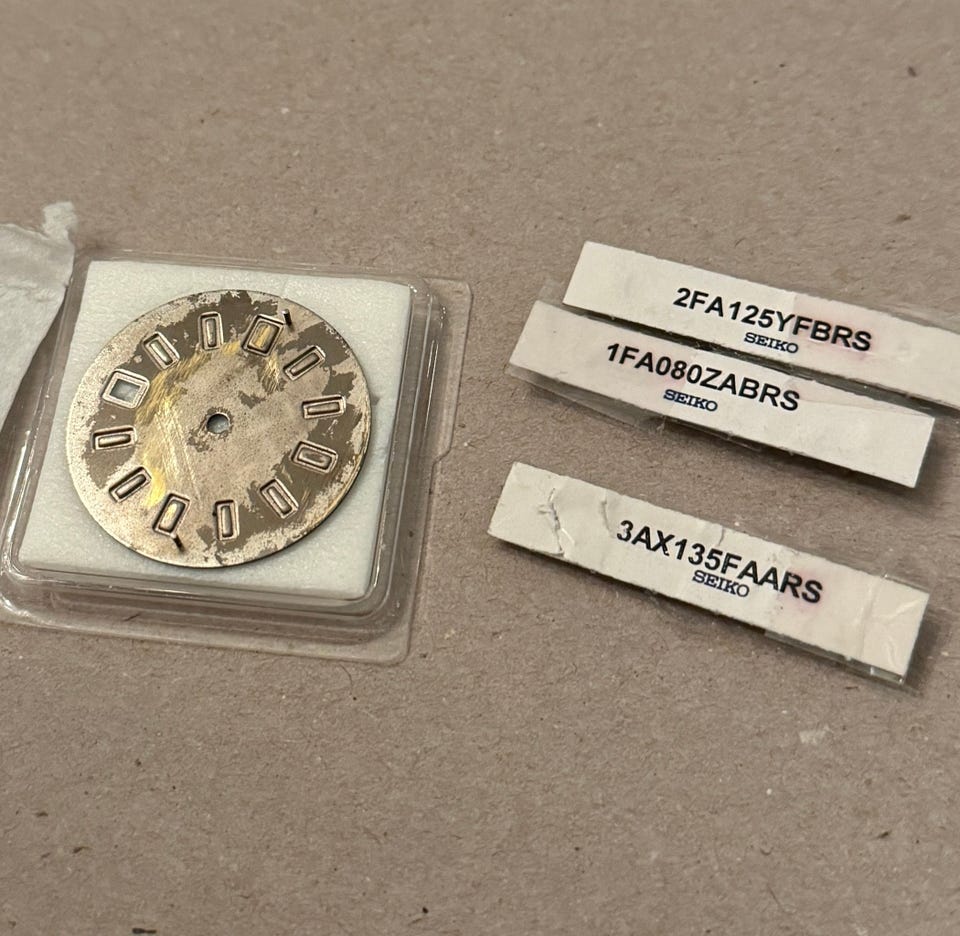 2FA125YFBRS
SEIKO
1FA080ZABRS
SEIKO
3AX135FAARS
SEIKO